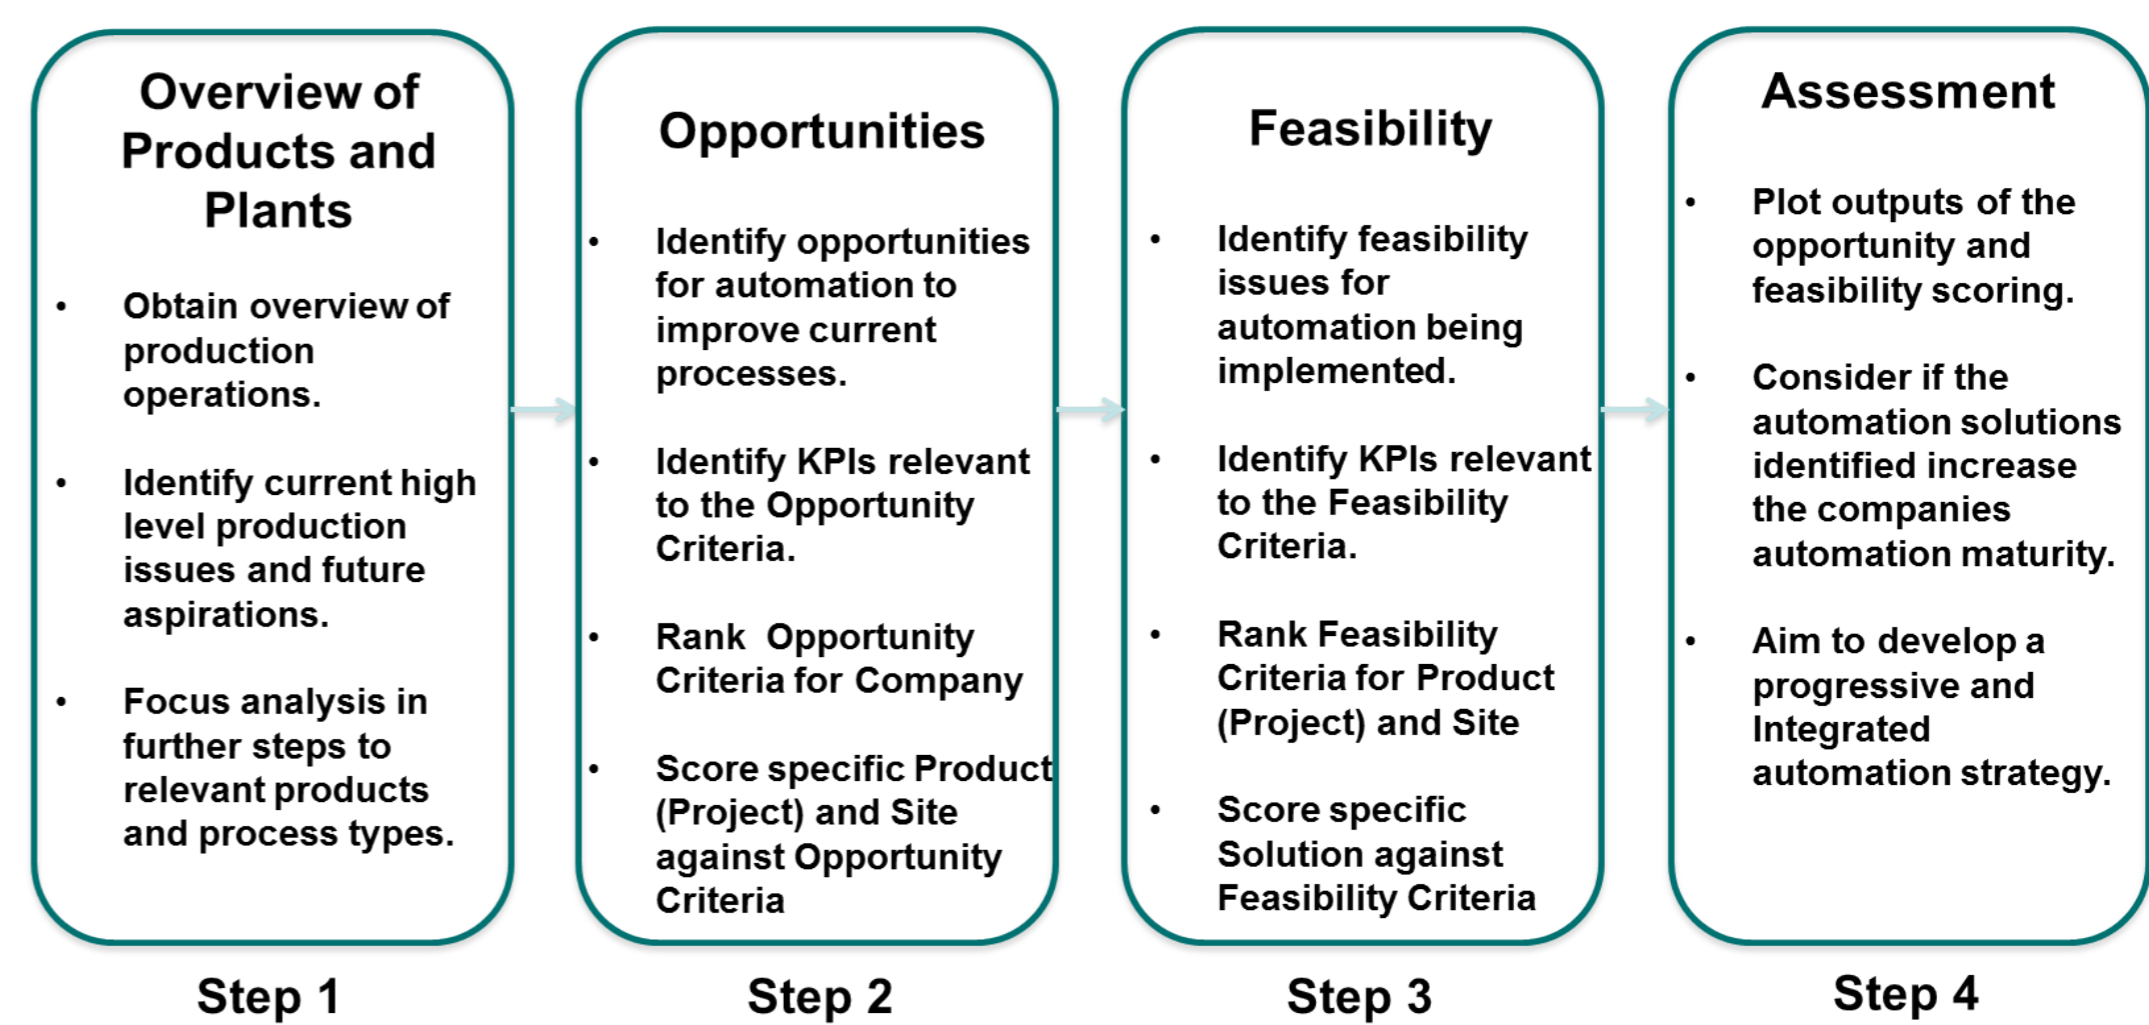 Overview of
Products and
Plants
• Obtain overview of
production
operations.
• Identify current high
level production
issues and future
aspirations.
• Focus analysis in
further steps to
relevant products
and process types.
Step 1
Opportunities
• Identify opportunities
for automation to
improve current
processes.
• Identify KPIs relevant
to the Opportunity
Criteria.
• Rank Opportunity
Criteria for Company
• Score specific Product
(Project) and Site
against Opportunity
Criteria
Step 2
Feasibility
• Identify feasibility
issues for
automation being
implemented.
• Identify KPIs relevant
to the Feasibility
Criteria.
• Rank Feasibility
Criteria for Product
(Project) and Site
• Score specific
Solution against
Feasibility Criteria
Step 3
Assessment
• Plot outputs of the
opportunity and
feasibility scoring.
• Consider if the
automation solutions
identified increase
the companies
automation maturity.
• Aim to develop a
progressive and
Integrated
automation strategy.
Step 4